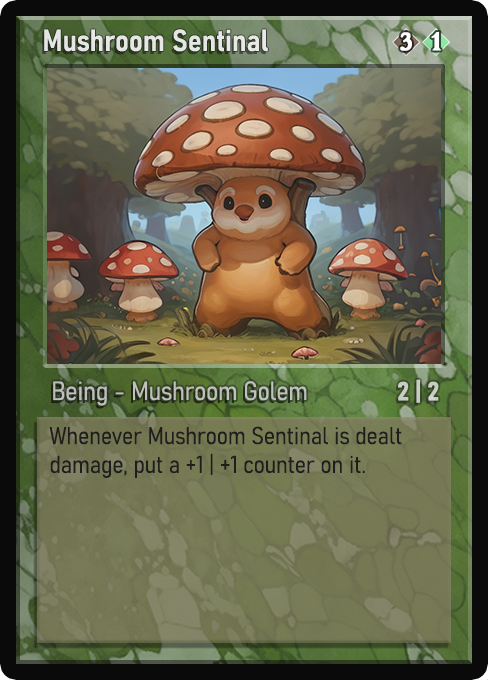 Mushroom Sentinal 3 1
Being - Mushroom Golem 2|2
Whenever Mushroom Sentinal is dealt
damage, put a +1 | +1 counter on it.